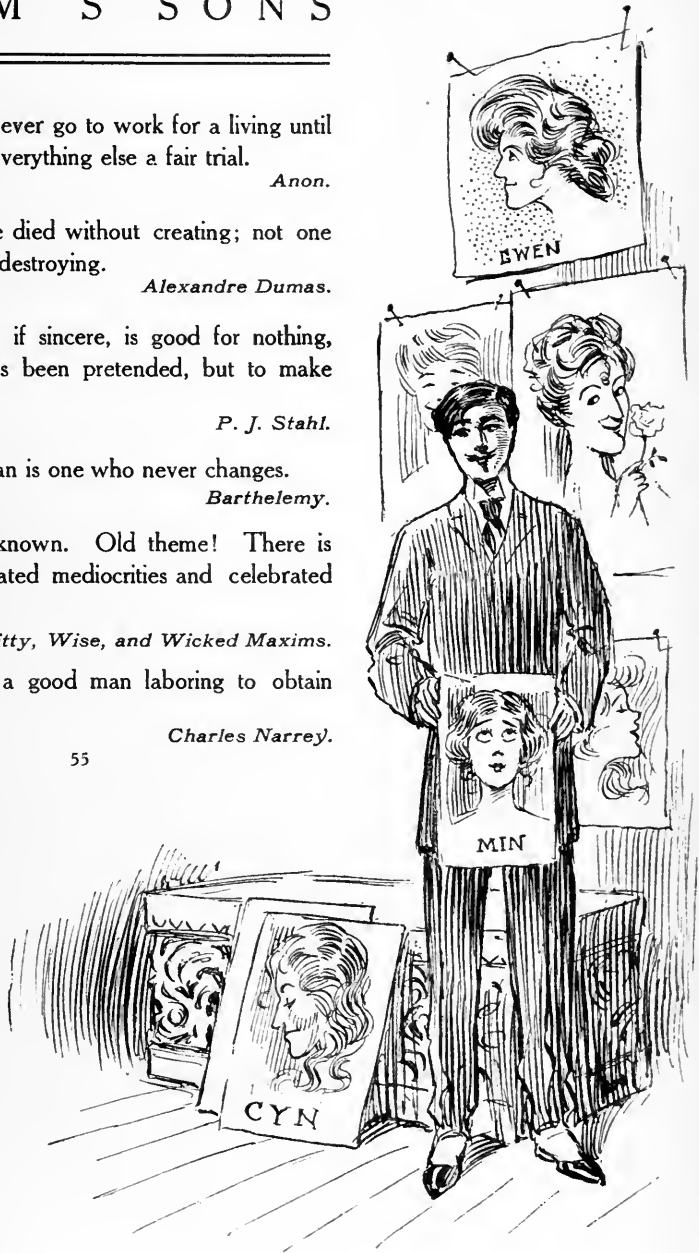 M S SONS
ever go to work for a living until
verything else a fair trial.
Anon.
e died without creating; not one
destroying.
Alexandre Dumas.
if sincere, is good for nothing,
s been pretended, but to make
P. J. Stahl.
an is one who never changes.
Barthelemy.
known. Old theme! There is
ated mediocrities and celebrated
itty, Wise, and Wicked Maxims.
a good man laboring to obtain
Charles Narrey.
55
GWEN
MIN
CYN